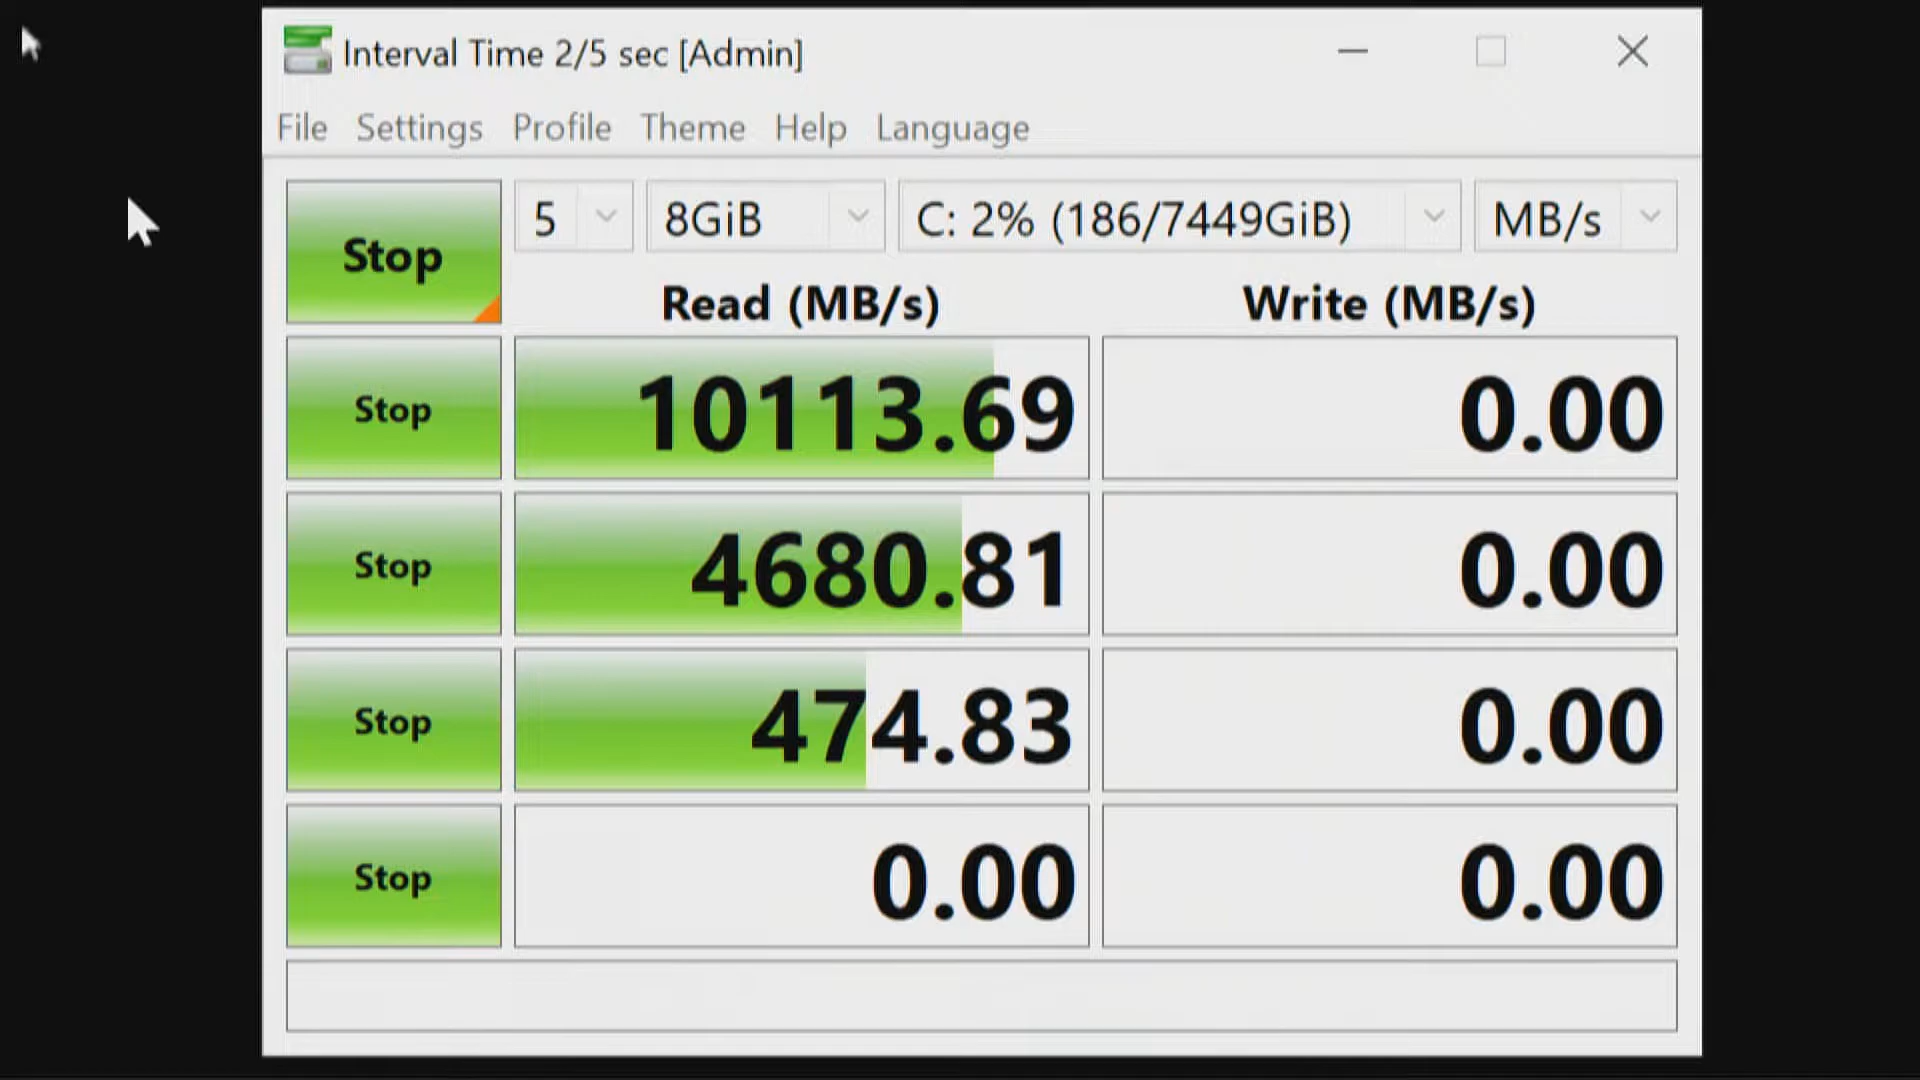 Interval Time 2/5 sec [Admin]
File Settings Profile Theme Help Language
Stop 5 8GiB C: 2% (186/7449GiB) MB/s
Read (MB/s) Write (MB/s)
Stop 10113.69 0.00
Stop 4680.81 0.00
Stop 474.83 0.00
Stop 0.00 0.00